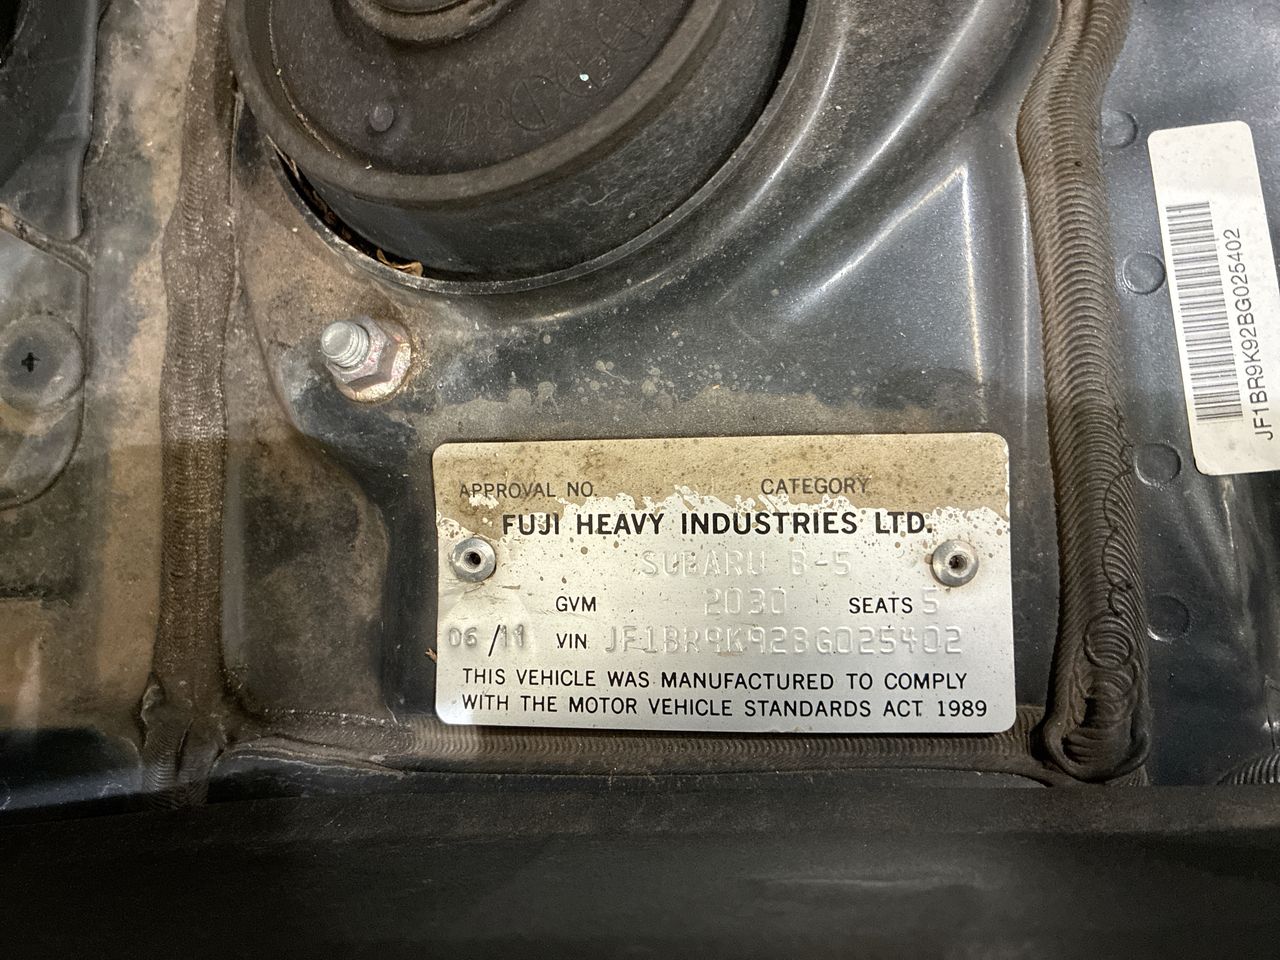 APPROVAL NO. CATEGORY
FUJI HEAVY INDUSTRIES LTD.
SUBARU B-5
GVM 2030 SEATS 5
06/11 VIN JF1BR9K92BG025402
THIS VEHICLE WAS MANUFACTURED TO COMPLY
WITH THE MOTOR VEHICLE STANDARDS ACT 1989
JF1BR9K92BG025402